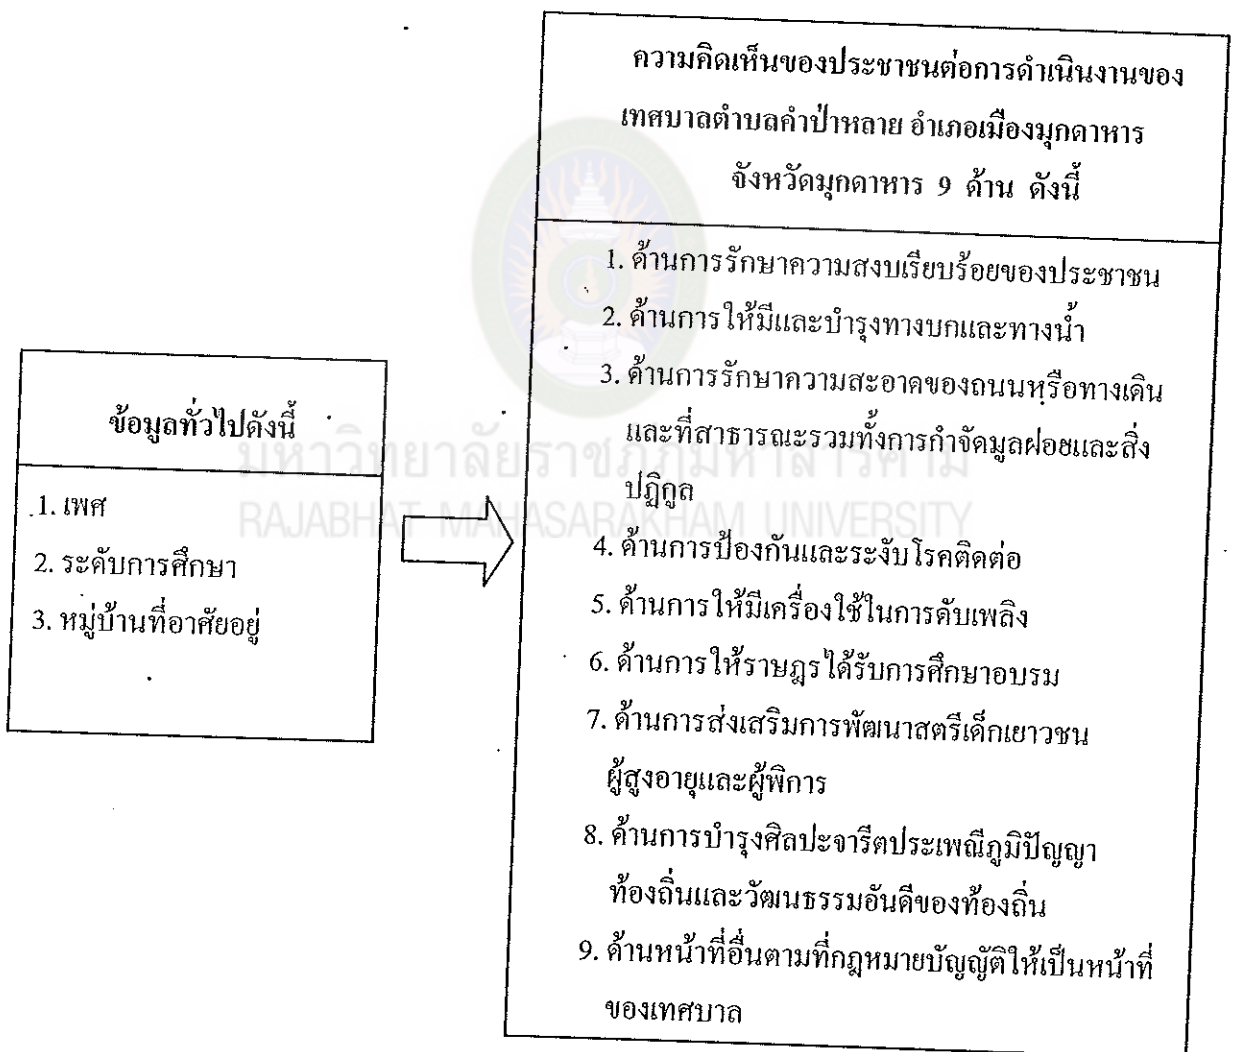 ความคิดเห็นของประชาชนต่อการดำเนินงานของ
เทศบาลตำบลคำป่าหลาย อำเภอเมืองมุกดาหาร
จังหวัดมุกดาหาร 9 ด้าน ดังนี้
1. ด้านการรักษาความสงบเรียบร้อยของประชาชน
2. ด้านการให้มีและบำรุงทางบกและทางน้ำ
3. ด้านการรักษาความสะอาดของถนนหรือทางเดิน
และที่สาธารณะรวมทั้งการกำจัดมูลฝอยและสิ่ง
ปฏิกูล
4. ด้านการป้องกันและระงับโรคติดต่อ
5. ด้านการให้มีเครื่องใช้ในการดับเพลิง
6. ด้านการให้ราษฎรได้รับการศึกษาอบรม
7. ด้านการส่งเสริมการพัฒนาสตรีเด็กเยาวชน
ผู้สูงอายุและผู้พิการ
8. ด้านการบำรุงศิลปะจารีตประเพณีภูมิปัญญา
ท้องถิ่นและวัฒนธรรมอันดีของท้องถิ่น
9. ด้านหน้าที่อื่นตามที่กฎหมายบัญญัติให้เป็นหน้าที่
ของเทศบาล
ข้อมูลทั่วไปดังนี้
1. เพศ
2. ระดับการศึกษา
3. หมู่บ้านที่อาศัยอยู่
มหาวิทยาลัยราชภัฏมหาสารคาม
RAJABHAT MAHASARAKHAM UNIVERSITY